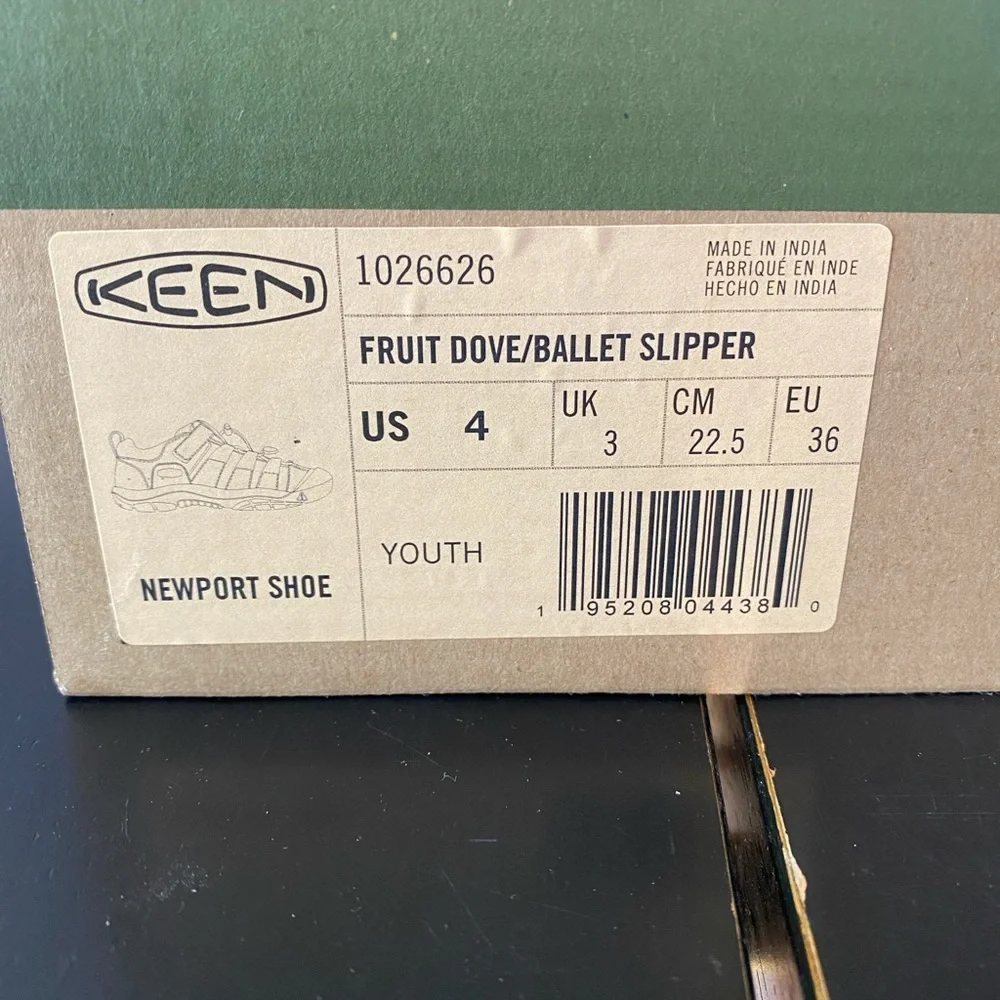 KEEN
1026626
MADE IN INDIA
FABRIQUÉ EN INDE
HECHO EN INDIA
FRUIT DOVE/BALLET SLIPPER
US 4
UK 3
CM 22.5
EU 36
YOUTH
NEWPORT SHOE
1 95208 04438 0